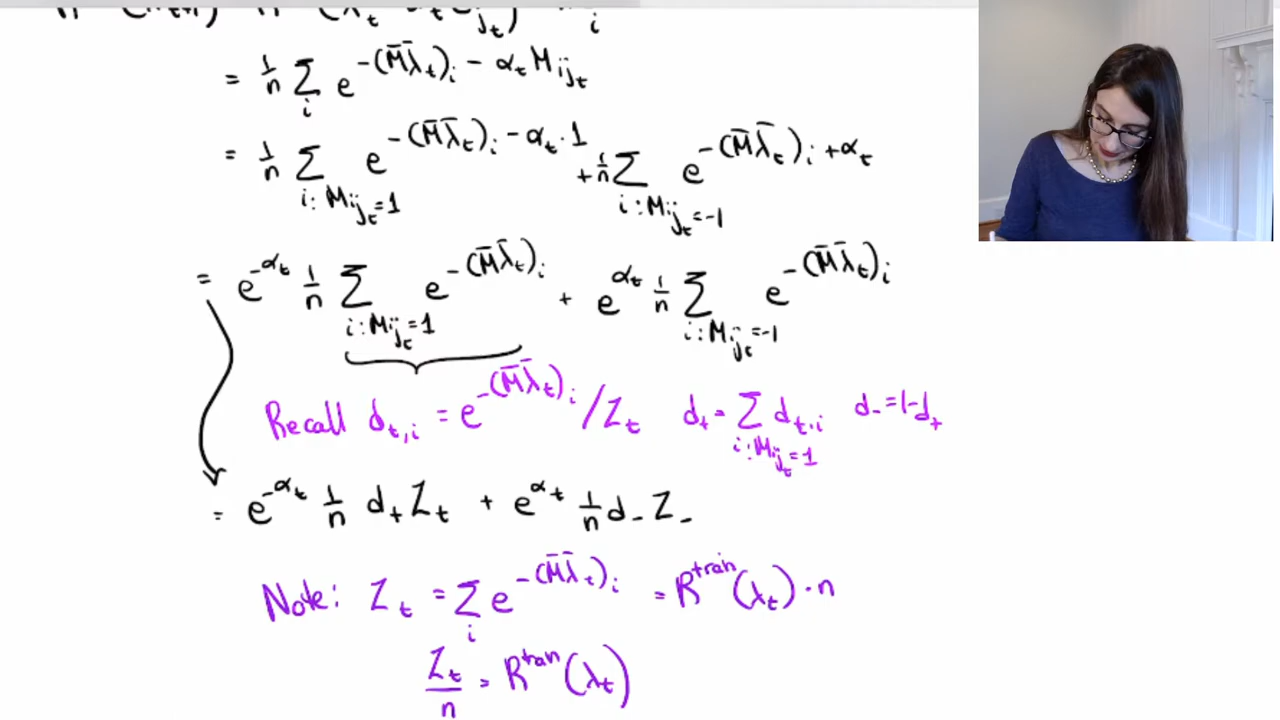 = 1/n Σ_i e^{-(M̄λ̄_t)_i - α_t M_{ij_t}}
= 1/n Σ_{i: M_{ij_t}=1} e^{-(M̄λ̄_t)_i - α_t·1} + 1/n Σ_{i: M_{ij_t}=-1} e^{-(M̄λ̄_t)_i + α_t}
= e^{-α_t} 1/n Σ_{i: M_{ij_t}=1} e^{-(M̄λ̄_t)_i} + e^{α_t} 1/n Σ_{i: M_{ij_t}=-1} e^{-(M̄λ̄_t)_i}
Recall d_{t,i} = e^{-(M̄λ̄_t)_i} / Z_t d_+ = Σ_{i: M_{ij_t}=1} d_{t,i} d_- = 1-d_+
= e^{-α_t} 1/n d_+ Z_t + e^{α_t} 1/n d_- Z_-
Note: Z_t = Σ_i e^{-(M̄λ̄_t)_i} = R^{train}(λ_t)·n
Z_t/n = R^{tran}(λ_t)